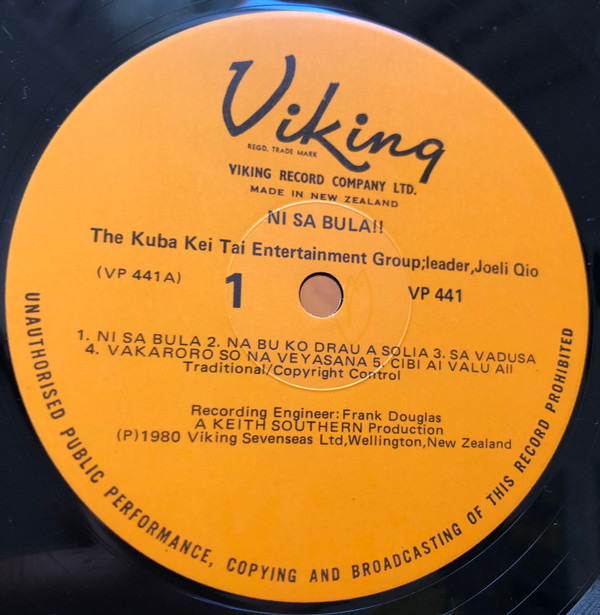 Viking
REGD. TRADE MARK
VIKING RECORD COMPANY LTD.
MADE IN NEW ZEALAND
NI SA BULA!!
The Kuba Kei Tai Entertainment Group;leader,Joeli Qio
(VP 441A) 1 VP 441
1. NI SA BULA 2. NA BU KO DRAU A SOLIA 3. SA VADUSA
4. VAKARORO SO NA VEYASANA 5. CIBI AI VALU All
Traditional/Copyright Control
Recording Engineer: Frank Douglas
A KEITH SOUTHERN Production
(P)1980 Viking Sevenseas Ltd,Wellington,New Zealand
UNAUTHORISED PUBLIC PERFORMANCE, COPYING AND BROADCASTING OF THIS RECORD PROHIBITED